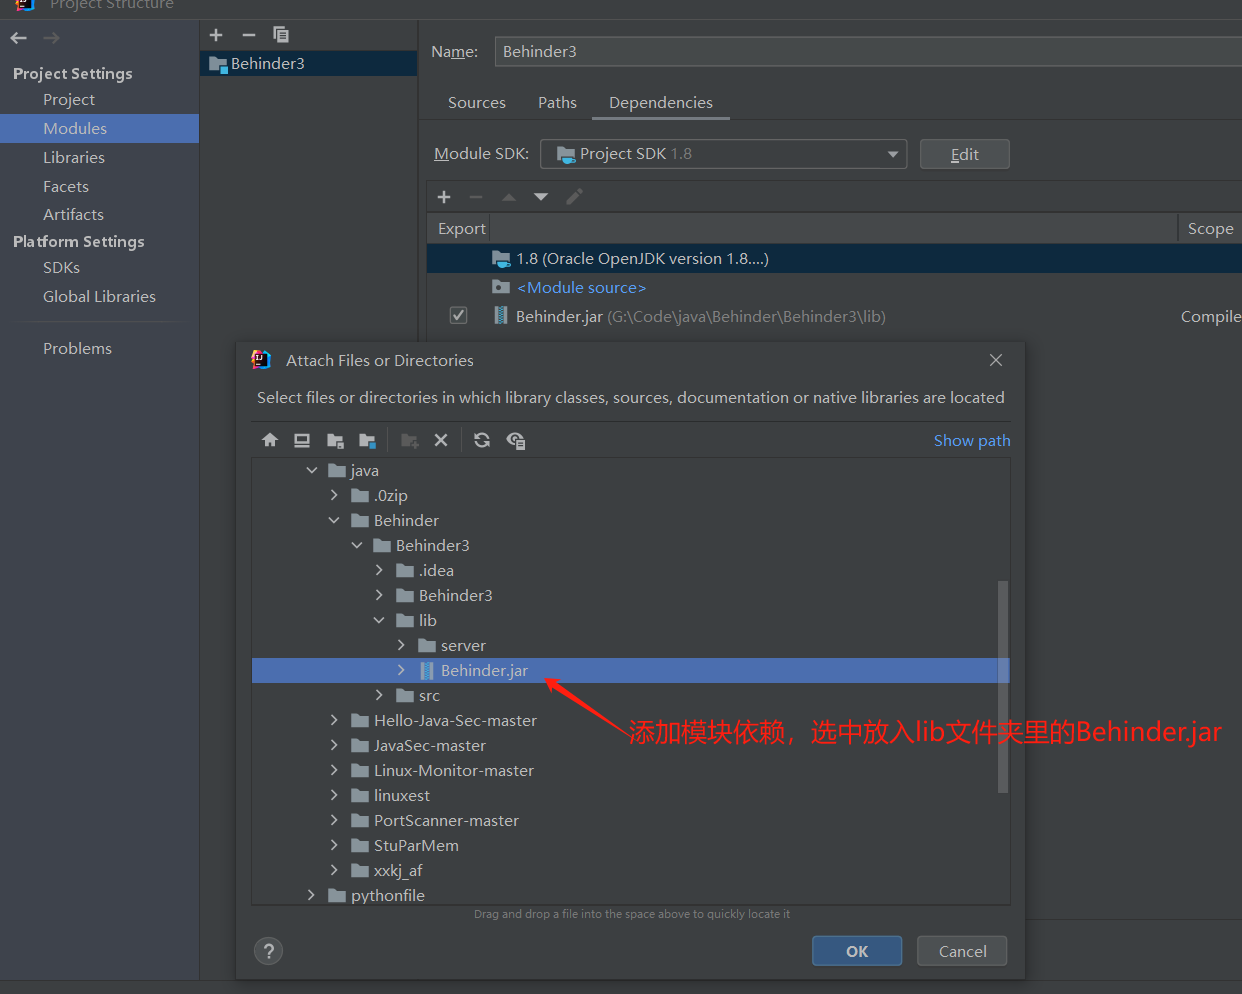 Project Structure
Project Settings
Project
Modules
Libraries
Facets
Artifacts
Platform Settings
SDKs
Global Libraries
Problems
Behinder3
Name: Behinder3
Sources Paths Dependencies
Module SDK: Project SDK 1.8 Edit
Export Scope
1.8 (Oracle OpenJDK version 1.8....)
<Module source>
Behinder.jar (G:\Code\java\Behinder\Behinder3\lib) Compile
Attach Files or Directories
Select files or directories in which library classes, sources, documentation or native libraries are located
Show path
java
.0zip
Behinder
Behinder3
.idea
Behinder3
lib
server
Behinder.jar
src
Hello-Java-Sec-master
添加模块依赖，选中放入lib文件夹里的Behinder.jar
JavaSec-master
Linux-Monitor-master
linuxest
PortScanner-master
StuParMem
xxkj_af
pythonfile
Drag and drop a file into the space above to quickly locate it
? OK Cancel